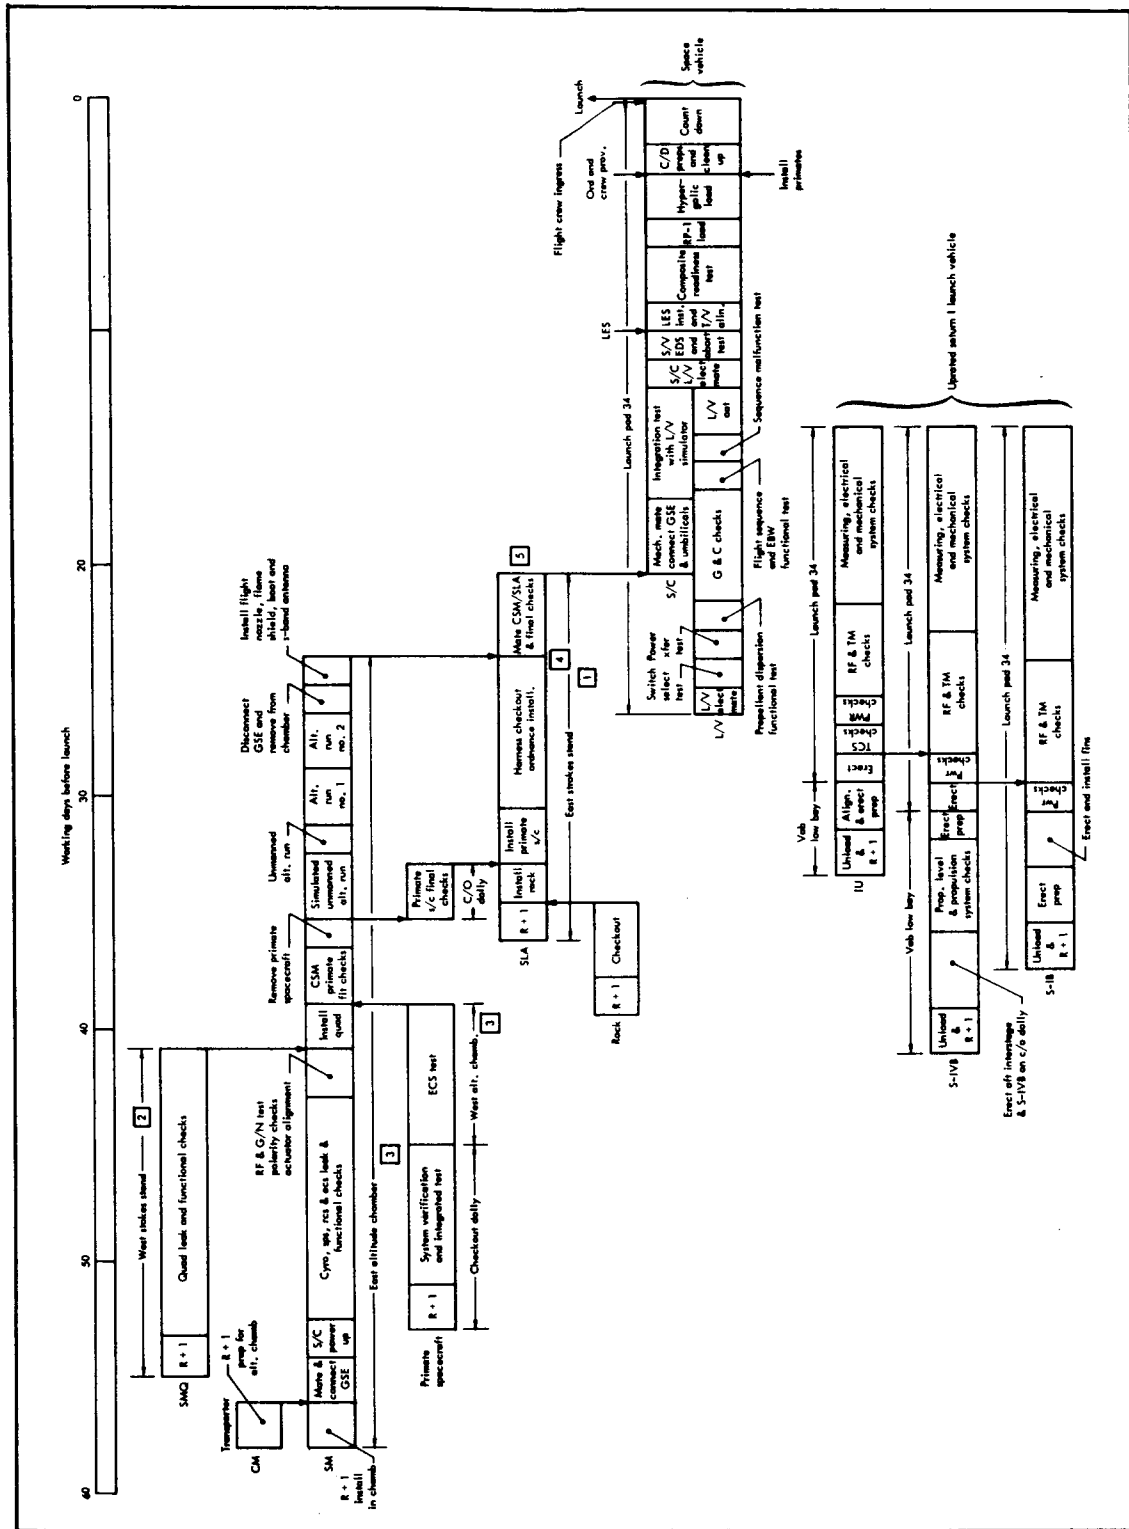 Working days before launch
60
50
40
30
20
0
West stokes stand
2
R + 1
Quad leak and functional checks
SMQ
Transporter
CM
R + 1
prep for
alt. chamb
SM
R + 1
install
in chamb
Mate &
connect
GSE
S/C
power
up
Cyro, sps, rcs & ecs leak &
functional checks
RF & G/N test
polarity checks
actuator alignment
Install
quad
CSM
primate
fit checks
Remove primate
spacecraft
Simulated
unmanned
alt. run
Unmanned
alt. run
Alt.
run
no. 1
Alt.
run
no. 2
Disconnect
GSE and
remove from
chamber
Install flight
nozzle, flame
shield, boot and
s-band antenna
East altitude chamber
3
Primate
spacecraft
R + 1
System verification
and integrated test
ECS test
Checkout dolly
West alt. chamb.
3
Primate
s/c final
checks
C/O
dolly
SLA
R + 1
Install
rack
Install
primate
s/c
Harness checkout
ordnance install.
Mate CSM/SLA
& final checks
5
4
1
East strokes stand
Rack
R + 1
Checkout
Flight crew ingress
Launch
Ord and
crew prov.
LES
Launch pad 34
Space
vehicle
S/C
Mech. mate
connect GSE
& umbilicals
Integration test
with L/V
simulator
S/C
L/V
elect
mate
S/V
EDS
and
abort
test
LES
inst.
and
T/V
alin.
Composite
readiness
test
RP-1
load
Hyper-
golic
load
C/D
preps
and
clean
up
Count
down
Install
primates
L/V
L/V
elect
mate
Switch
select
test
Power
xfer
test
Propellent dispersion
functional test
G & C checks
Flight sequence
and EBW
functional test
Sequence malfunction test
L/V
oat
Uprated saturn I launch vehicle
Vab
low bay
Launch pad 34
IU
Unload
&
R + 1
Align.
& erect
prep
Erect
TCS
checks
PWR
checks
RF & TM
checks
Measuring, electrical
and mechanical
system checks
Vab low bay
Launch pad 34
S-IVB
Unload
&
R + 1
Erect aft interstage
& S-IVB on c/o dolly
Prop. level
& propulsion
system checks
Erect
prep
Erect
Pwr
checks
RF & TM
checks
Measuring, electrical
and mechanical
system checks
Launch pad 34
S-IB
Unload
&
R + 1
Erect
prep
Erect and install fins
Pwr
checks
RF & TM
checks
Measuring, electrical
and mechanical
system checks